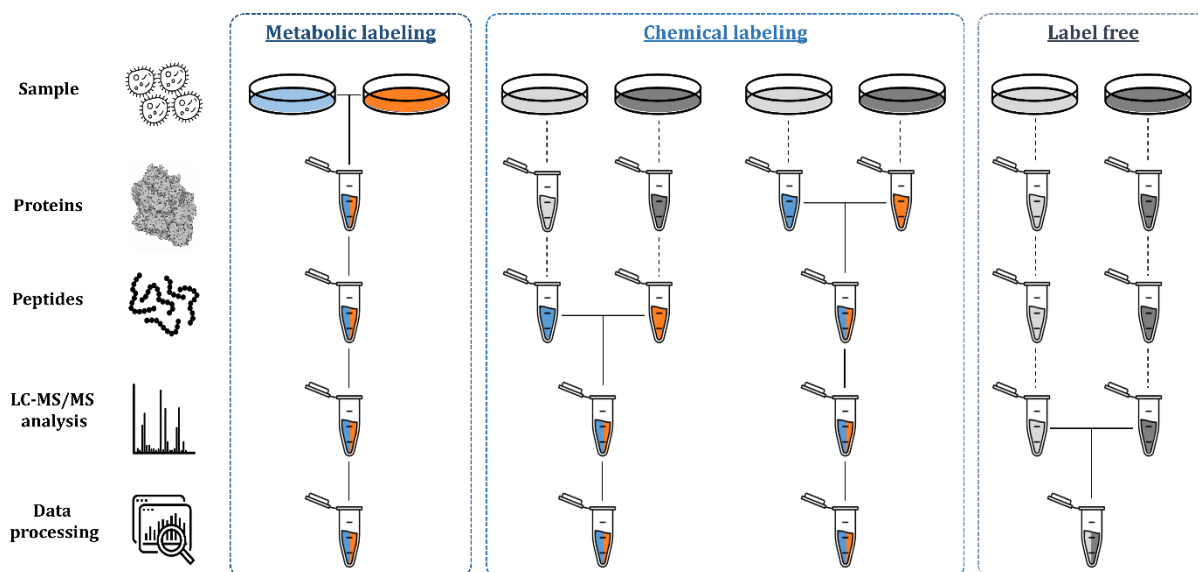 Metabolic labeling
Chemical labeling
Label free
Sample
Proteins
Peptides
LC-MS/MS
analysis
Data
processing